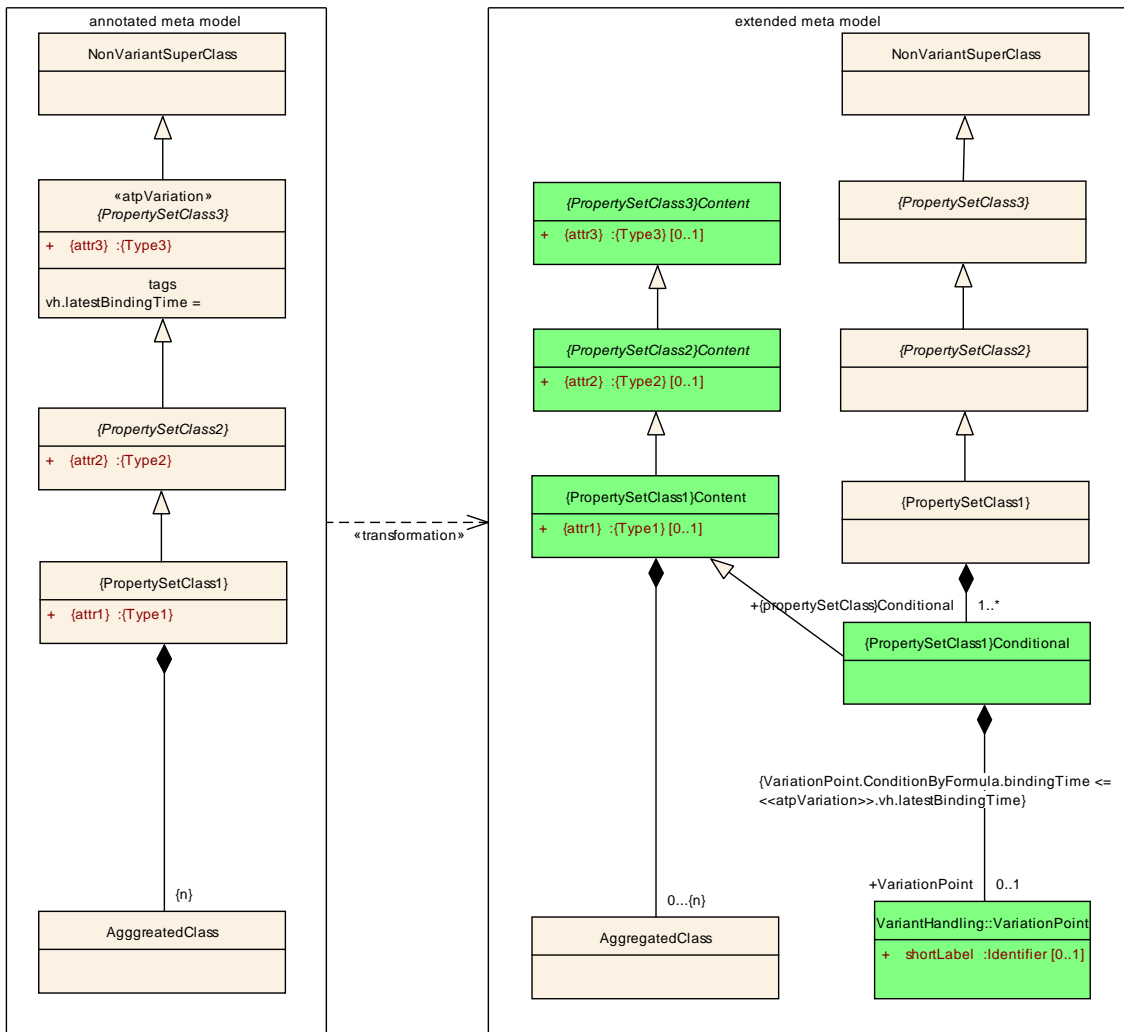 annotated meta model
NonVariantSuperClass
«atpVariation»
{PropertySetClass3}
+ {attr3} :{Type3}
tags
vh.latestBindingTime =
{PropertySetClass2}
+ {attr2} :{Type2}
{PropertySetClass1}
+ {attr1} :{Type1}
{n}
AgggreatedClass
«transformation»
extended meta model
NonVariantSuperClass
{PropertySetClass3}Content
+ {attr3} :{Type3} [0..1]
{PropertySetClass3}
{PropertySetClass2}Content
+ {attr2} :{Type2} [0..1]
{PropertySetClass2}
{PropertySetClass1}Content
+ {attr1} :{Type1} [0..1]
{PropertySetClass1}
+{propertySetClass}Conditional 1..*
{PropertySetClass1}Conditional
{VariationPoint.ConditionByFormula.bindingTime <=
<<atpVariation>>.vh.latestBindingTime}
0...{n}
AggregatedClass
+VariationPoint 0..1
VariantHandling::VariationPoint
+ shortLabel :Identifier [0..1]